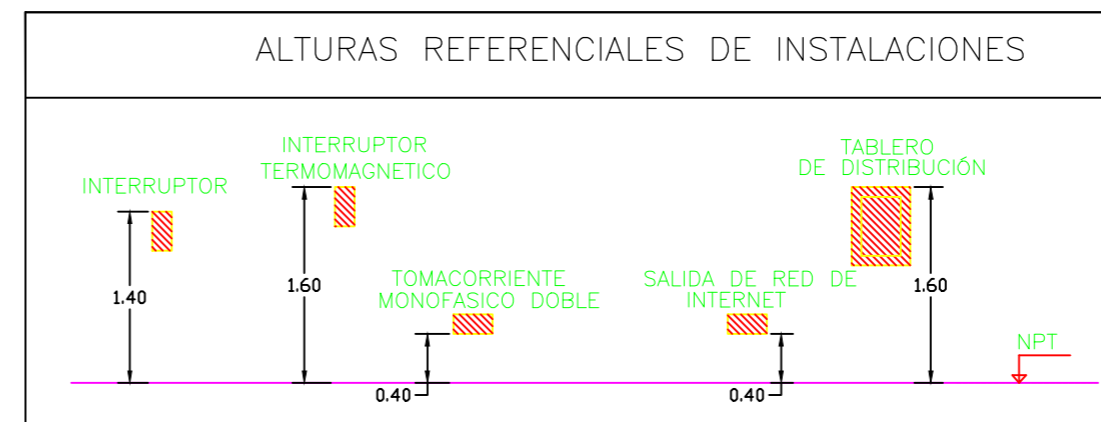 ALTURAS REFERENCIALES DE INSTALACIONES
INTERRUPTOR
INTERRUPTOR
TERMOMAGNETICO
TABLERO
DE DISTRIBUCIÓN
TOMACORRIENTE
MONOFASICO DOBLE
SALIDA DE RED DE
INTERNET
1.40
1.60
1.60
NPT
0.40
0.40